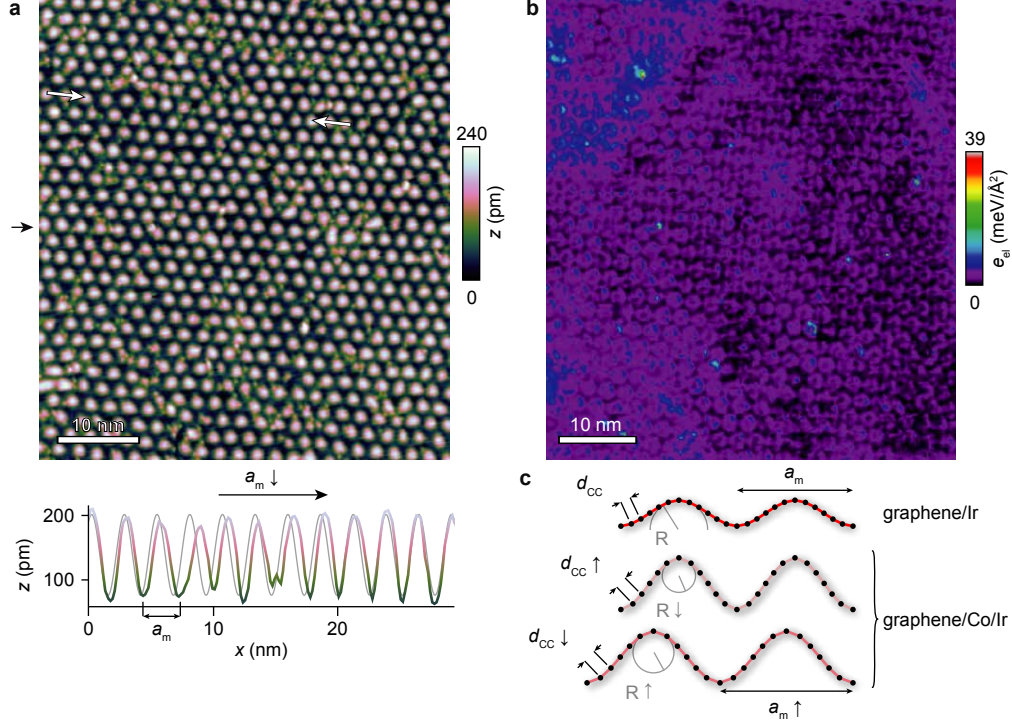 a
240
z (pm)
0
10 nm
a_m ↓
200
z (pm)
100
a_m
0
10
20
x (nm)
b
39
e_el (meV/Å²)
0
10 nm
c
a_m
d_CC
graphene/Ir
R
d_CC ↑
R ↓
graphene/Co/Ir
d_CC ↓
R ↑
a_m ↑